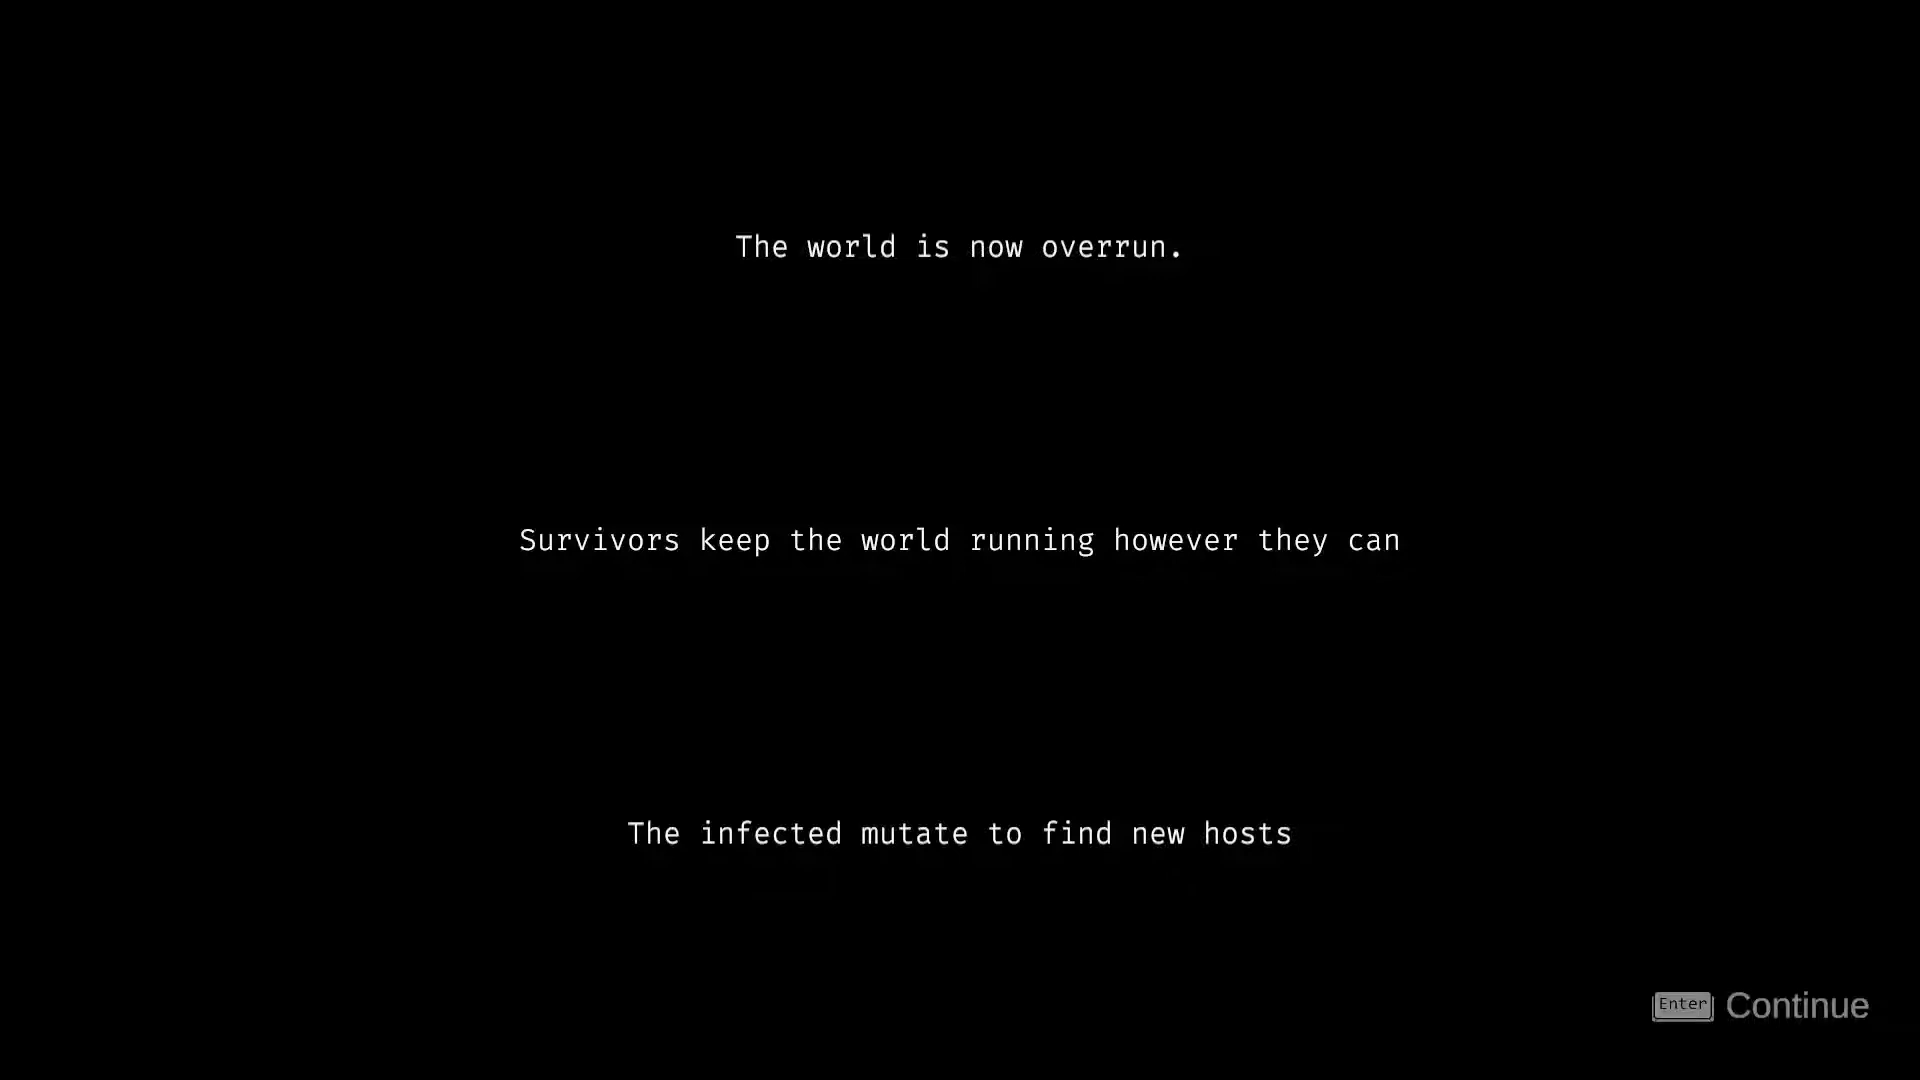 The world is now overrun.
Survivors keep the world running however they can
The infected mutate to find new hosts
Enter Continue